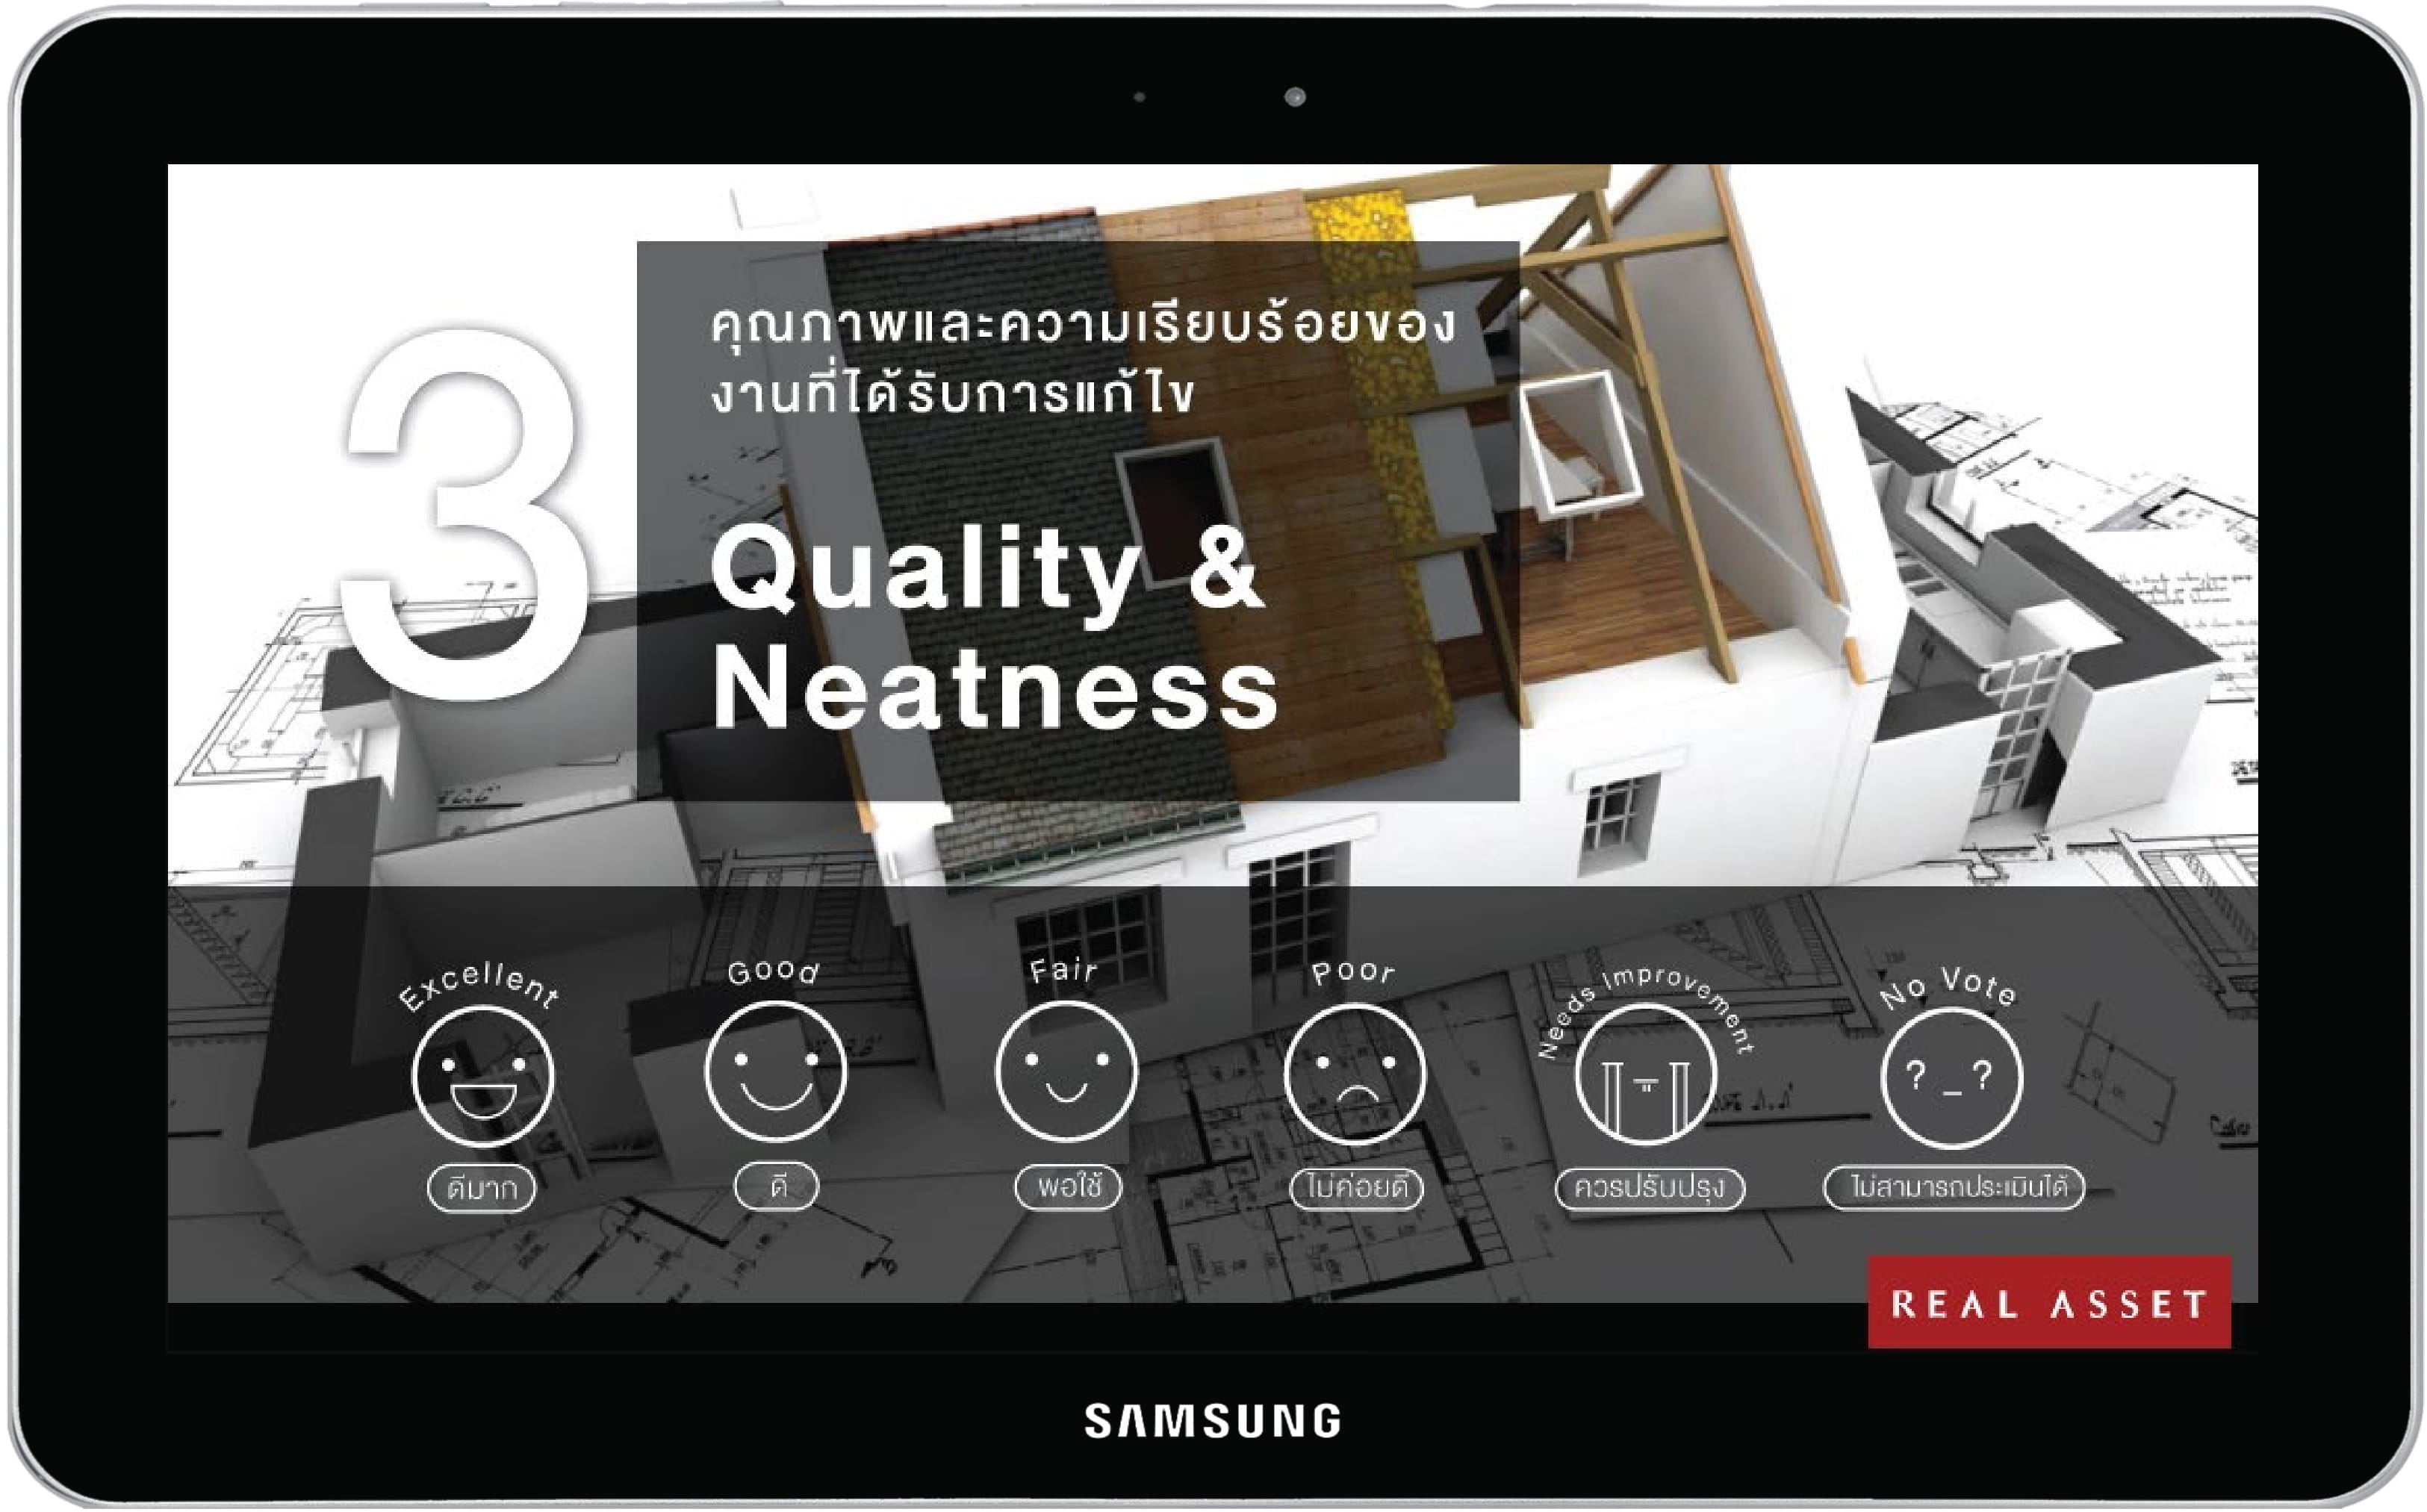 3
คุณภาพและความเรียบร้อยของ
งานที่ได้รับการแก้ไข
Quality &
Neatness
Excellent
Good
Fair
Poor
Needs Improvement
No Vote
? _ ?
ดีมาก
ดี
พอใช้
ไม่ค่อยดี
ควรปรับปรุง
ไม่สามารถประเมินได้
REAL ASSET
SAMSUNG